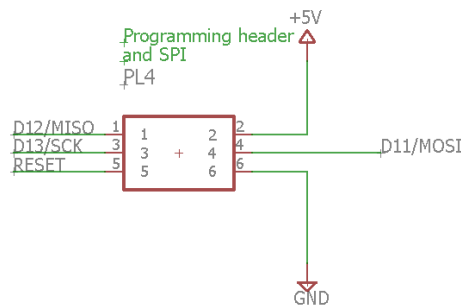 +5V
Programming header
and SPI
PL4
D12/MISO 1 1 2 2
D13/SCK 3 3 4 4 D11/MOSI
RESET 5 5 6 6
GND